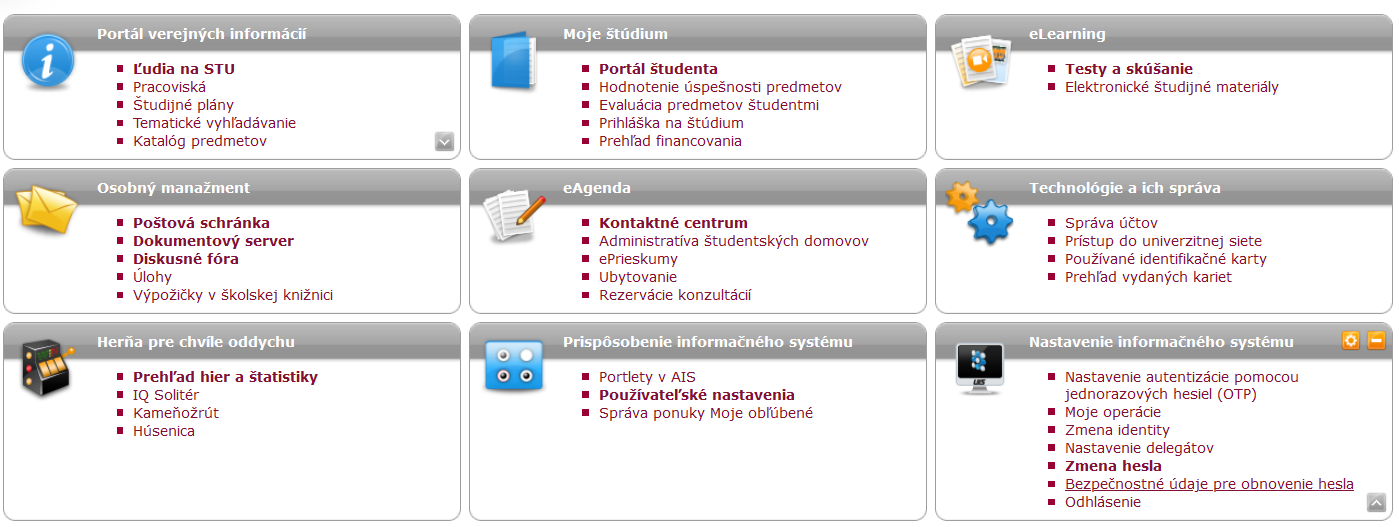 Portál verejných informácií
Ľudia na STU
Pracoviská
Študijné plány
Tematické vyhľadávanie
Katalóg predmetov
Moje štúdium
Portál študenta
Hodnotenie úspešnosti predmetov
Evaluácia predmetov študentmi
Prihláška na štúdium
Prehľad financovania
eLearning
Testy a skúšanie
Elektronické študijné materiály
Osobný manažment
Poštová schránka
Dokumentový server
Diskusné fóra
Úlohy
Výpožičky v školskej knižnici
eAgenda
Kontaktné centrum
Administratíva študentských domovov
ePrieskumy
Ubytovanie
Rezervácie konzultácií
Technológie a ich správa
Správa účtov
Prístup do univerzitnej siete
Používané identifikačné karty
Prehľad vydaných kariet
Herňa pre chvíle oddychu
Prehľad hier a štatistiky
IQ Solitér
Kameňožrút
Húsenica
Prispôsobenie informačného systému
Portlety v AIS
Používateľské nastavenia
Správa ponuky Moje obľúbené
Nastavenie informačného systému
UIS
Nastavenie autentizácie pomocou
jednorazových hesiel (OTP)
Moje operácie
Zmena identity
Nastavenie delegátov
Zmena hesla
Bezpečnostné údaje pre obnovenie hesla
Odhlásenie